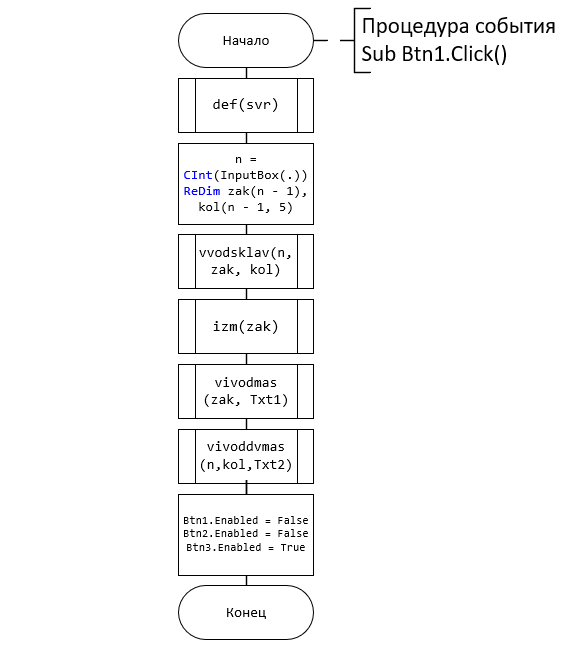 Начало
Процедура события
Sub Btn1.Click()
def(svr)
n =
CInt(InputBox(.))
ReDim zak(n - 1),
kol(n - 1, 5)
vvodsklav(n,
zak, kol)
izm(zak)
vivodmas
(zak, Txt1)
vivoddvmas
(n,kol,Txt2)
Btn1.Enabled = False
Btn2.Enabled = False
Btn3.Enabled = True
Конец